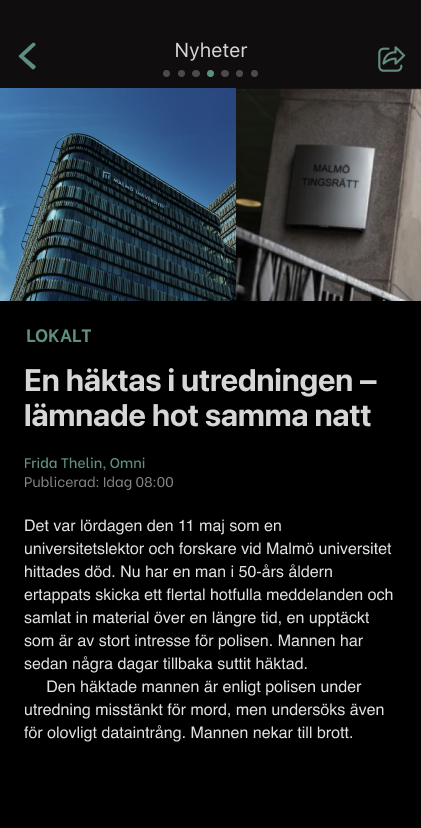 Nyheter
MALMÖ UNIVERSITET
MALMÖ
TINGSRÄTT
LOKALT
En häktas i utredningen –
lämnade hot samma natt
Frida Thelin, Omni
Publicerad: Idag 08:00
Det var lördagen den 11 maj som en
universitetslektor och forskare vid Malmö universitet
hittades död. Nu har en man i 50-års åldern
ertappats skicka ett flertal hotfulla meddelanden och
samlat in material över en längre tid, en upptäckt
som är av stort intresse för polisen. Mannen har
sedan några dagar tillbaka suttit häktad.
Den häktade mannen är enligt polisen under
utredning misstänkt för mord, men undersöks även
för olovligt dataintrång. Mannen nekar till brott.